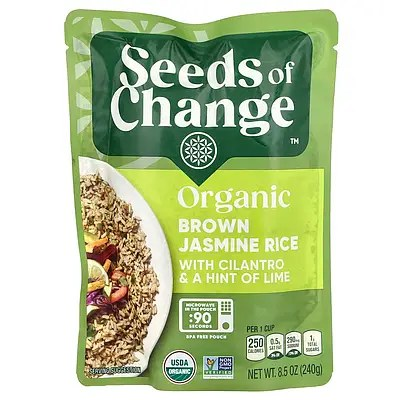 Seeds of
Change
TM
Organic
BROWN
JASMINE RICE
WITH CILANTRO
& A HINT OF LIME
MICROWAVE
IN THE POUCH
:90
SECONDS
BPA FREE POUCH
PER 1 CUP
250
CALORIES
0.5g
SAT FAT
290mg
SODIUM
1g
TOTAL
SUGARS
USDA
ORGANIC
NON
GMO
VERIFIED
SERVING SUGGESTION
NET WT. 8.5 OZ (240g)